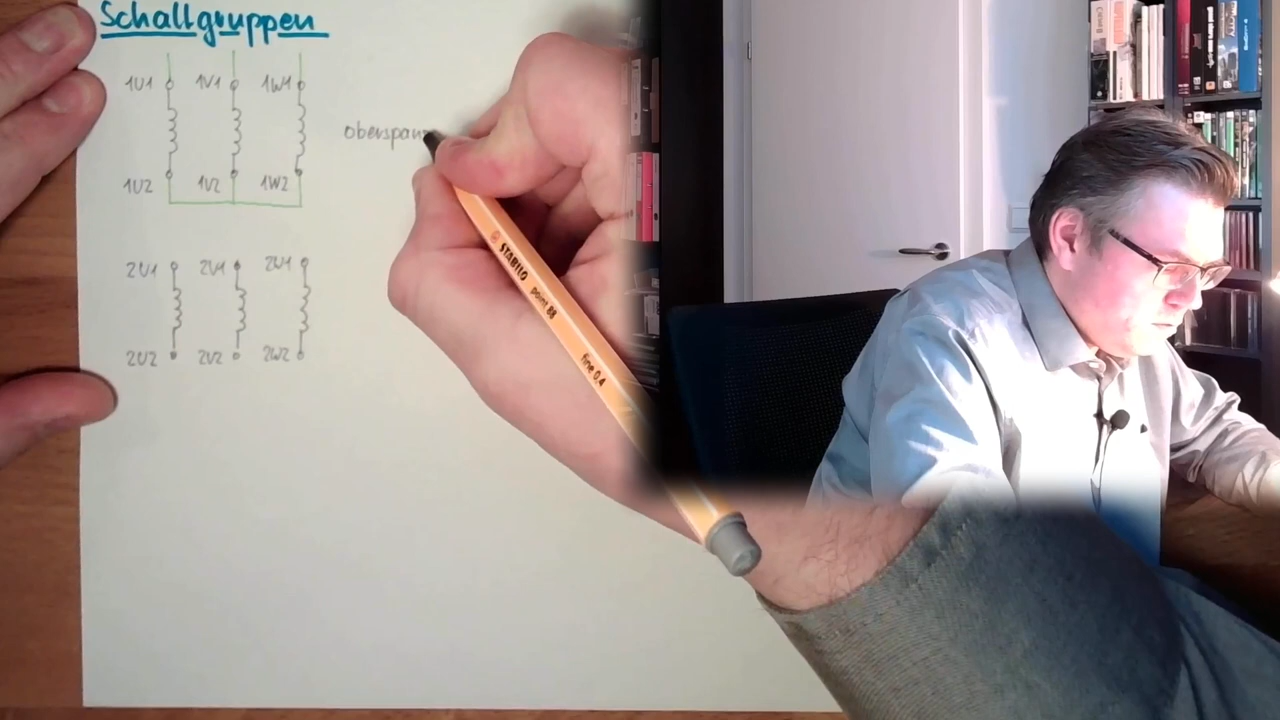 Schaltgruppen
1U1 1V1 1W1
oberspan
1U2 1V2 1W2
2U1 2V1 2W1
2U2 2V2 2W2
STABILO point 88 fine 0.4